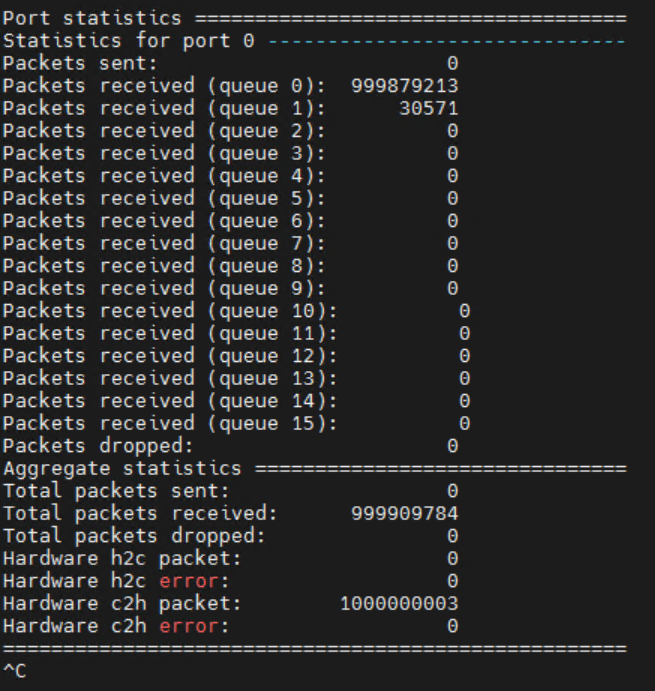 Port statistics ====================================
Statistics for port 0 ------------------------------
Packets sent:                        0
Packets received (queue 0):  999879213
Packets received (queue 1):      30571
Packets received (queue 2):          0
Packets received (queue 3):          0
Packets received (queue 4):          0
Packets received (queue 5):          0
Packets received (queue 6):          0
Packets received (queue 7):          0
Packets received (queue 8):          0
Packets received (queue 9):          0
Packets received (queue 10):          0
Packets received (queue 11):          0
Packets received (queue 12):          0
Packets received (queue 13):          0
Packets received (queue 14):          0
Packets received (queue 15):          0
Packets dropped:                     0
Aggregate statistics ===============================
Total packets sent:                  0
Total packets received:      999909784
Total packets dropped:               0
Hardware h2c packet:                 0
Hardware h2c error:                  0
Hardware c2h packet:        1000000003
Hardware c2h error:                  0
====================================================
^C